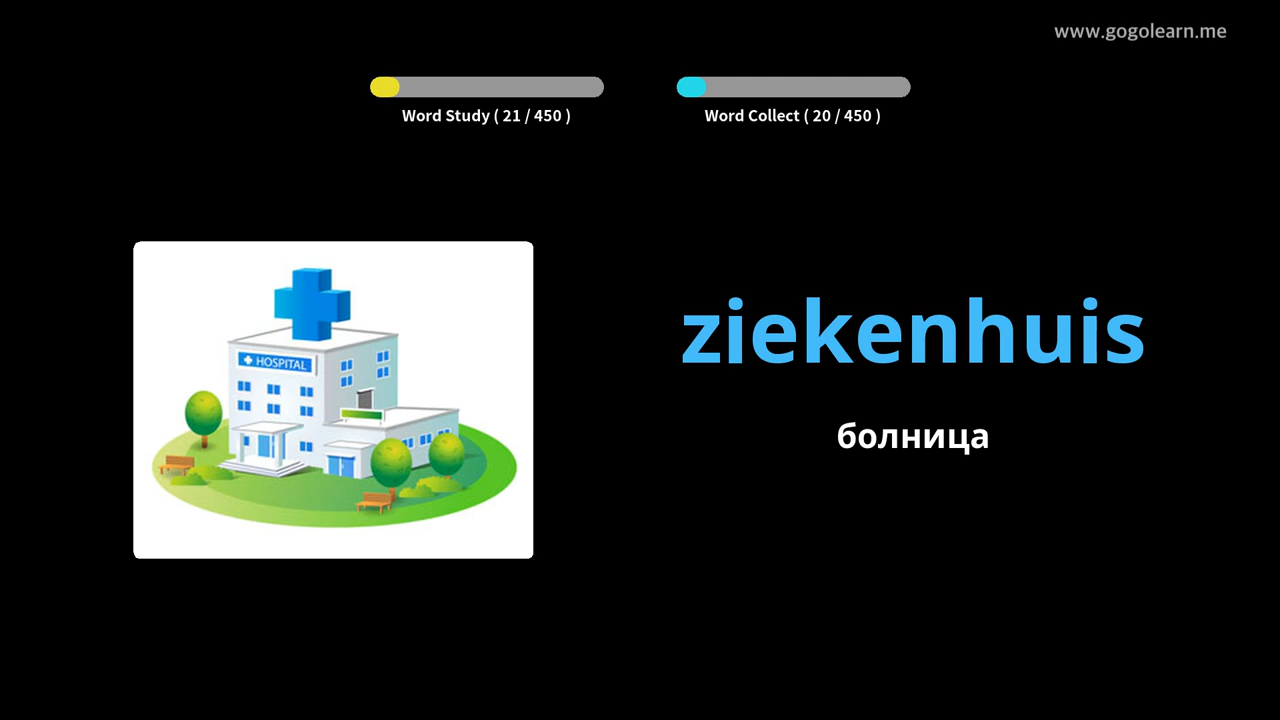 www.gogolearn.me
Word Study ( 21 / 450 )
Word Collect ( 20 / 450 )
HOSPITAL
ziekenhuis
болница